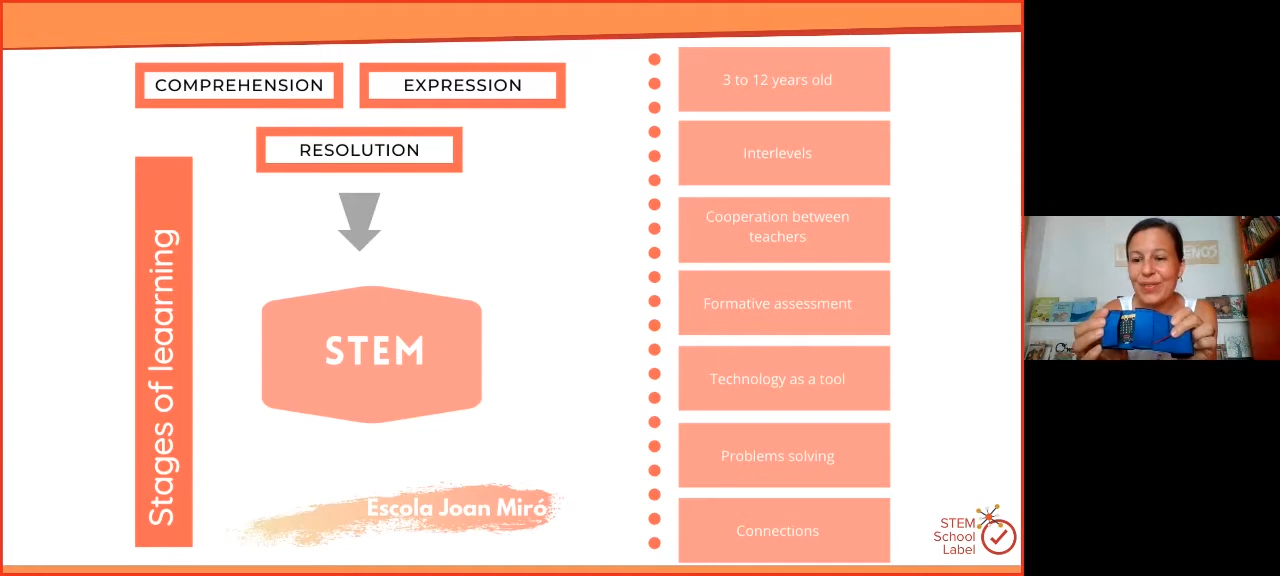 COMPREHENSION
EXPRESSION
RESOLUTION
Stages of learning
STEM
Escola Joan Miró
3 to 12 years old
Interlevels
Cooperation between
teachers
Formative assessment
Technology as a tool
Problems solving
Connections
STEM
School
Label